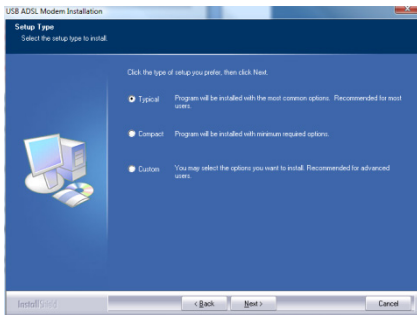 USB ADSL Modem Installation
Setup Type
Select the setup type to install.
Click the type of setup you prefer, then click Next.
Typical
Program will be installed with the most common options. Recommended for most
users.
Compact
Program will be installed with minimum required options.
Custom
You may select the options you want to install. Recommended for advanced
users.
InstallShield
< Back
Next >
Cancel